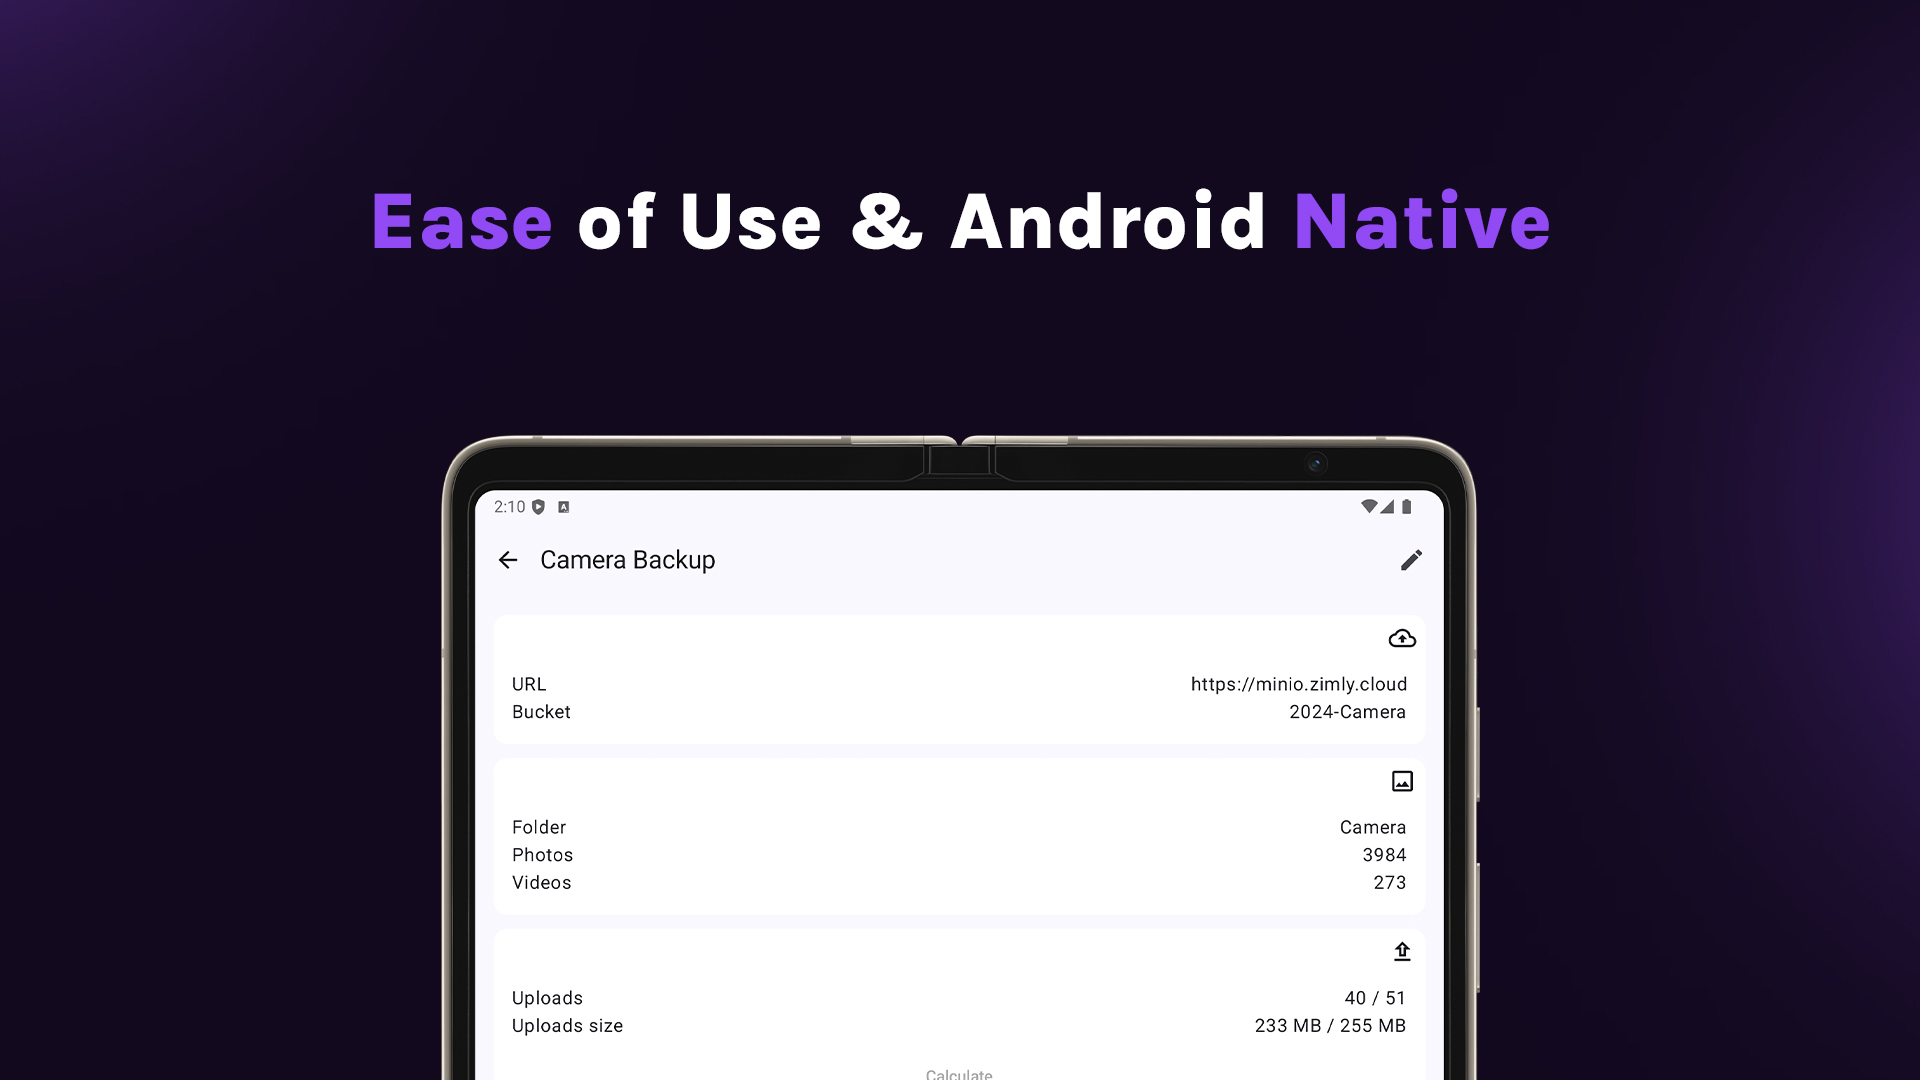 Ease of Use & Android Native
2:10
Camera Backup
URL https://minio.zimly.cloud
Bucket 2024-Camera
Folder Camera
Photos 3984
Videos 273
Uploads 40 / 51
Uploads size 233 MB / 255 MB
Calculate